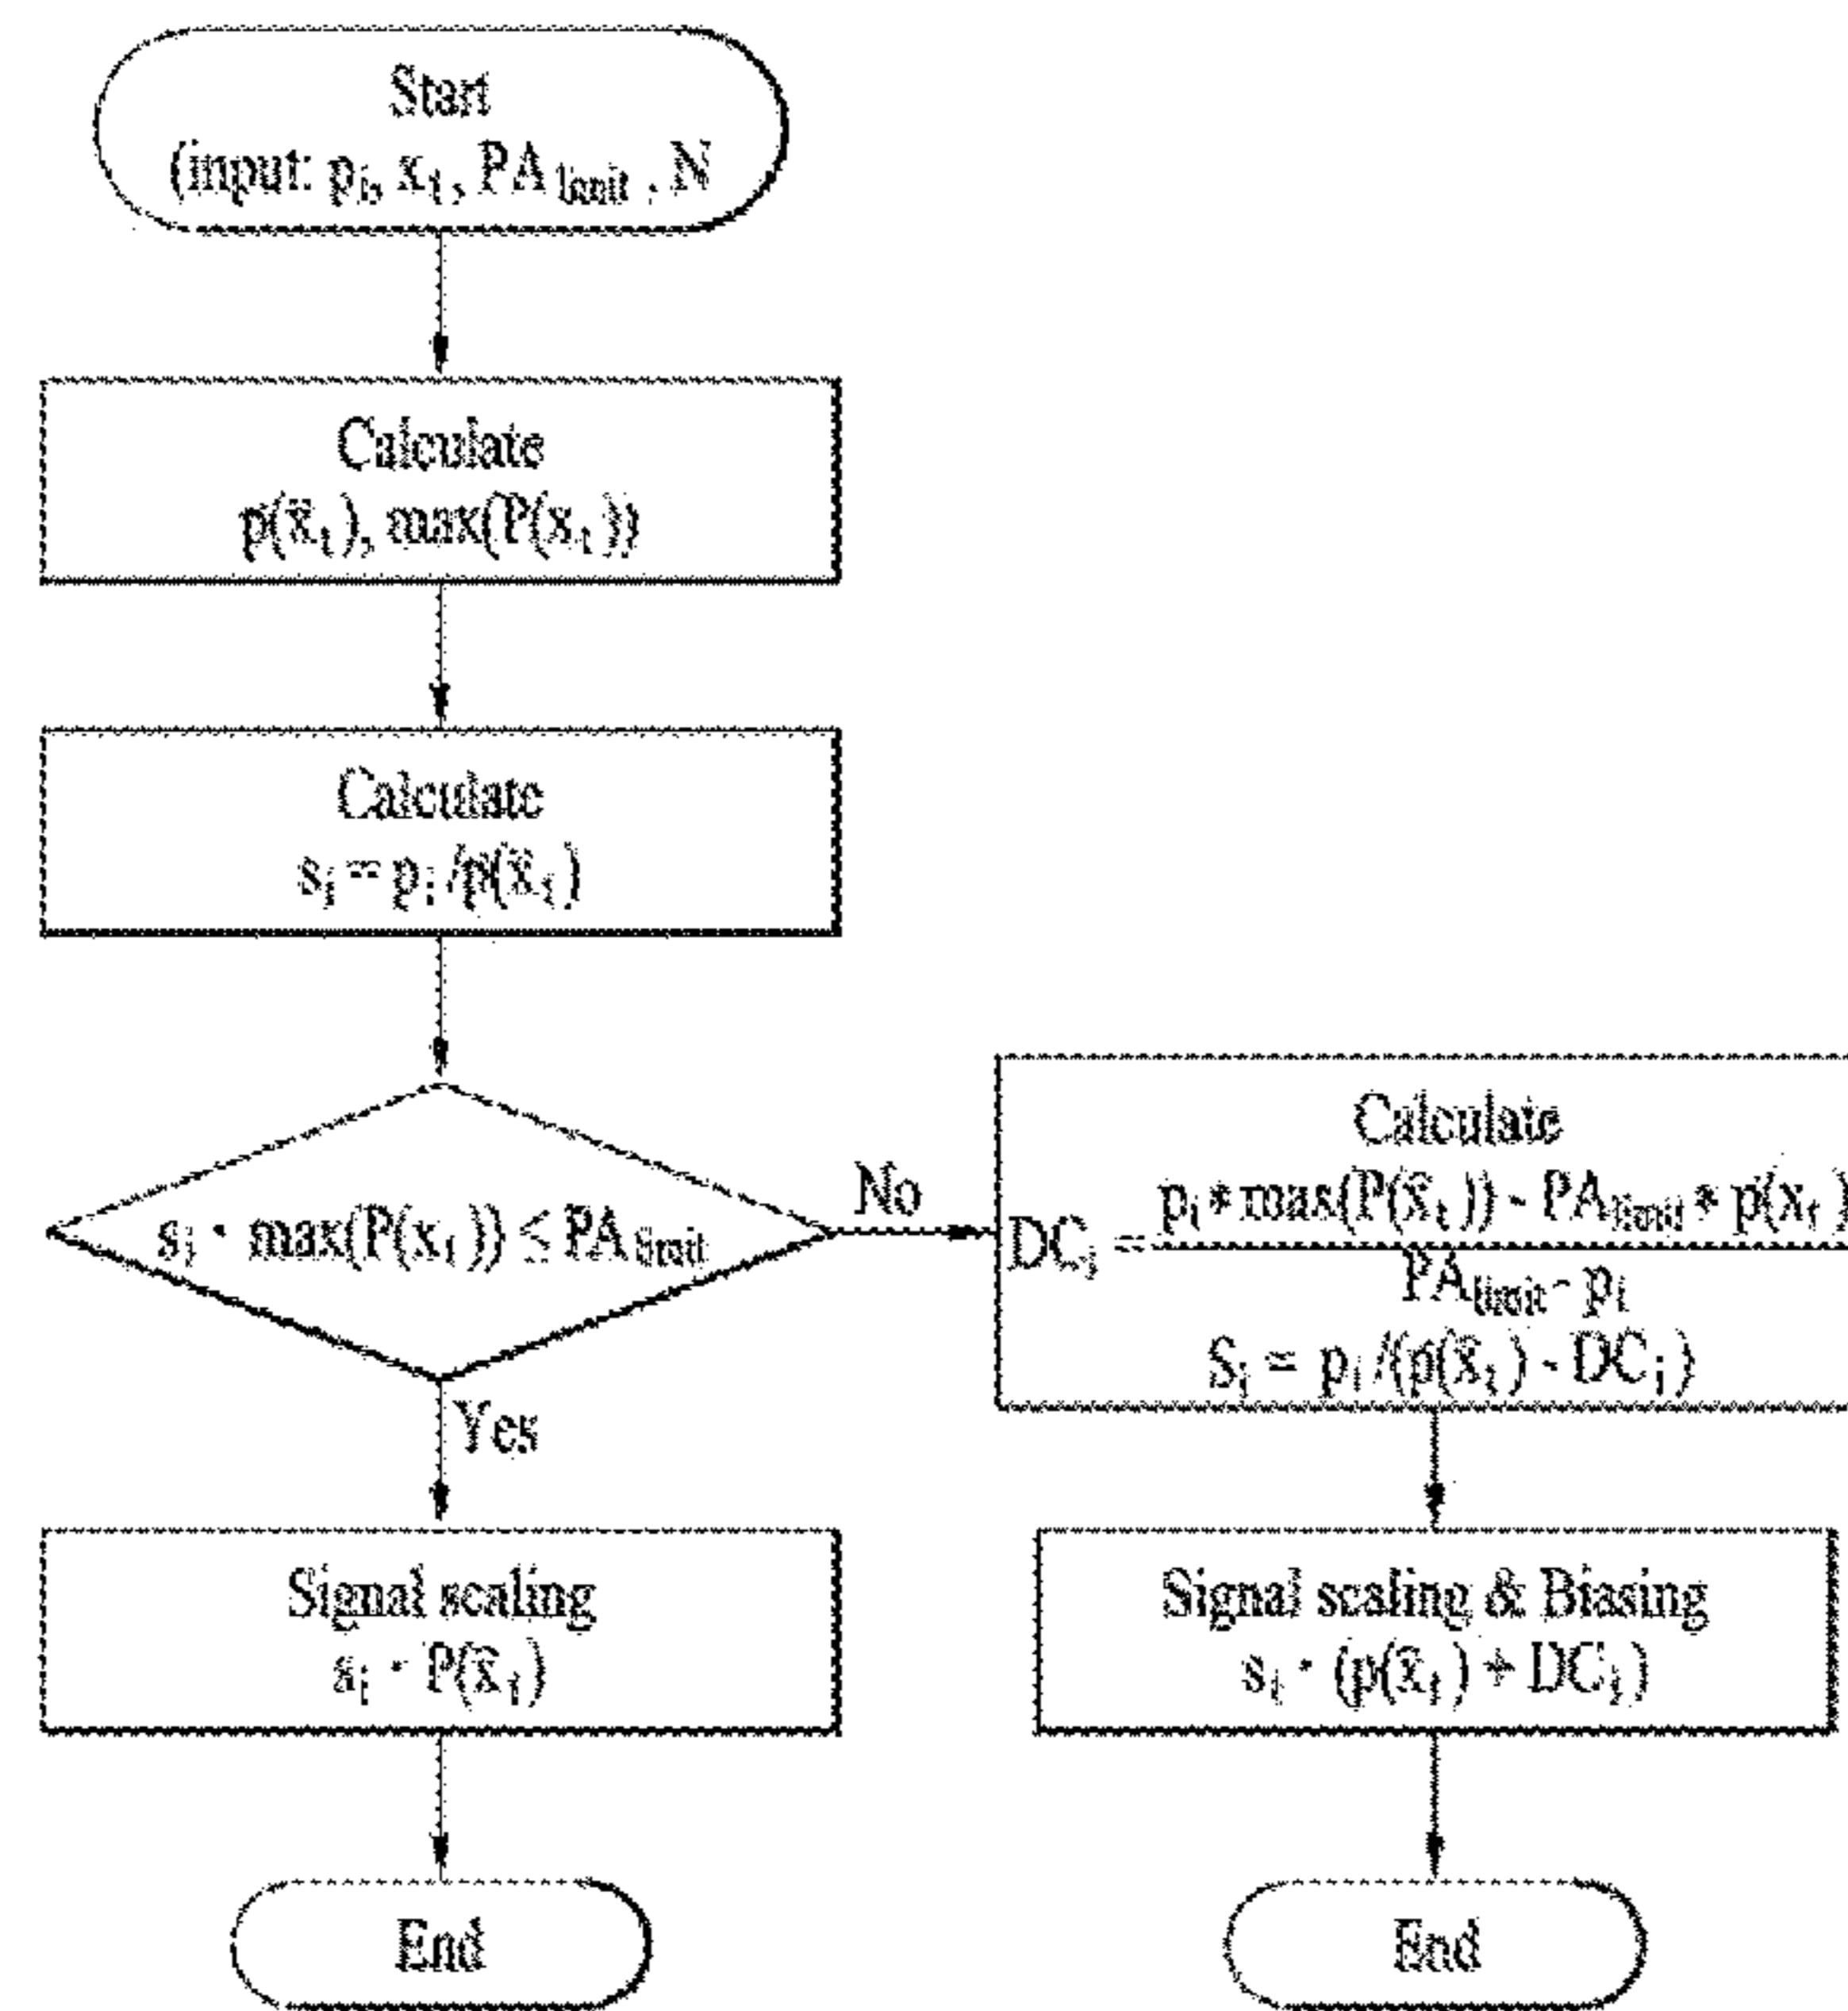 Start
(input: pᵢ, xₜ, PA limit , N
Calculate
p(x̂ₜ), max(P(xₜ))
Calculate
sᵢ = pᵢ /p(x̂ₜ)
sᵢ · max(P(xₜ)) ≤ PA limit
No
Yes
Calculate
pᵢ * max(P(x̂ₜ)) - PA limit * p(xₜ)
DCᵢ =
PA limit - pᵢ
Sᵢ = pᵢ /(p(x̂ₜ) - DCᵢ)
Signal scaling
aᵢ · P(x̂ₜ)
Signal scaling & Biasing
sᵢ · (p(x̂ₜ) + DCᵢ)
End
End